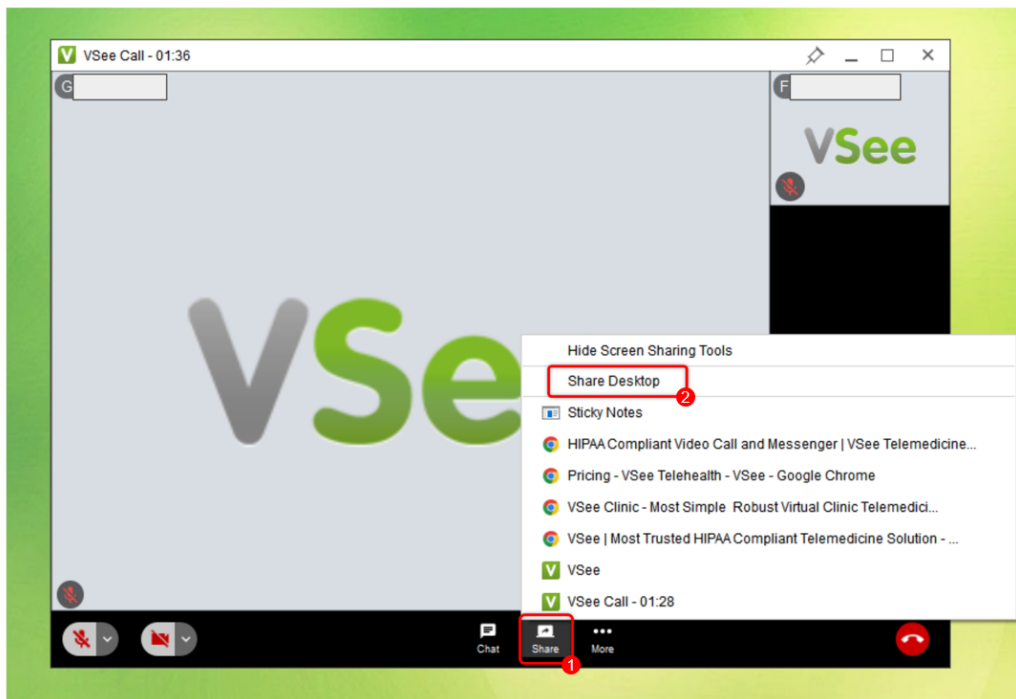 VSee Call - 01:36
G
F
VSee
VSee
Hide Screen Sharing Tools
Share Desktop
2
Sticky Notes
HIPAA Compliant Video Call and Messenger | VSee Telemedicine...
Pricing - VSee Telehealth - VSee - Google Chrome
VSee Clinic - Most Simple Robust Virtual Clinic Telemedici...
VSee | Most Trusted HIPAA Compliant Telemedicine Solution - ...
VSee
VSee Call - 01:28
Chat
Share
More
1